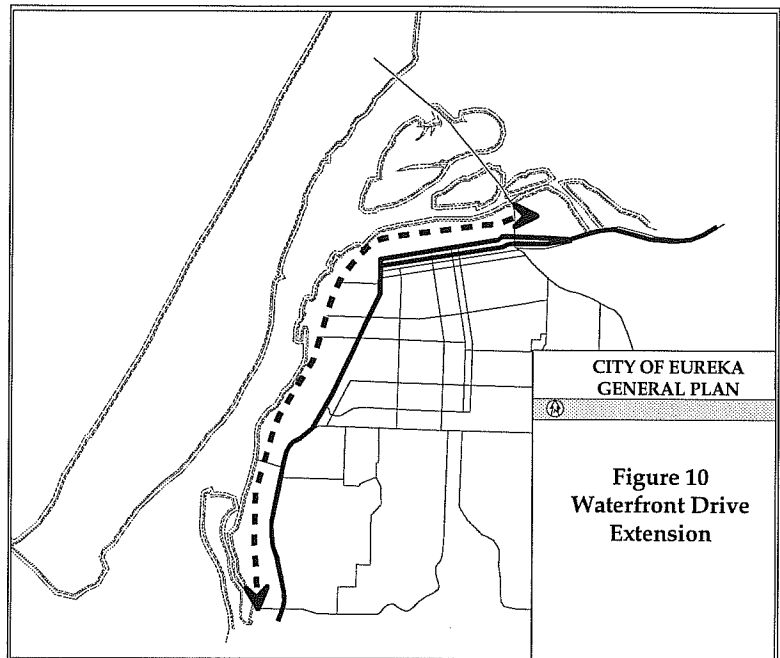 CITY OF EUREKA
GENERAL PLAN
Figure 10
Waterfront Drive
Extension